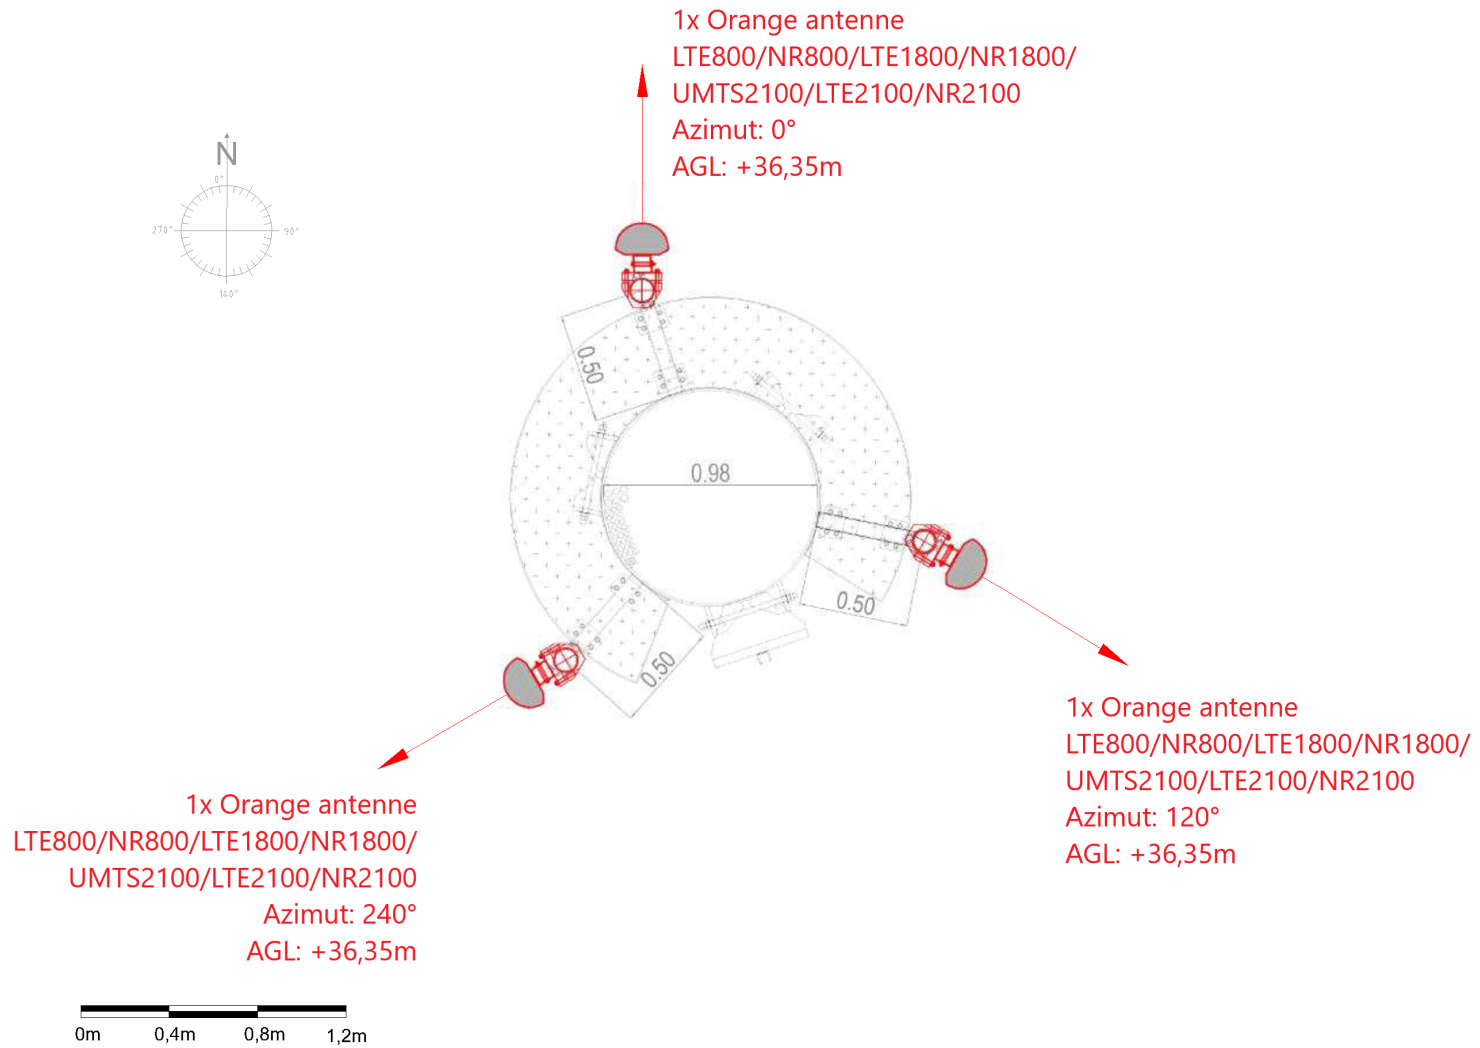 1x Orange antenne
LTE800/NR800/LTE1800/NR1800/
UMTS2100/LTE2100/NR2100
Azimut: 0°
AGL: +36,35m
N
0°
270°
90°
180°
0.50
0.98
0.50
0.50
1x Orange antenne
LTE800/NR800/LTE1800/NR1800/
UMTS2100/LTE2100/NR2100
Azimut: 120°
AGL: +36,35m
1x Orange antenne
LTE800/NR800/LTE1800/NR1800/
UMTS2100/LTE2100/NR2100
Azimut: 240°
AGL: +36,35m
0m 0,4m 0,8m 1,2m